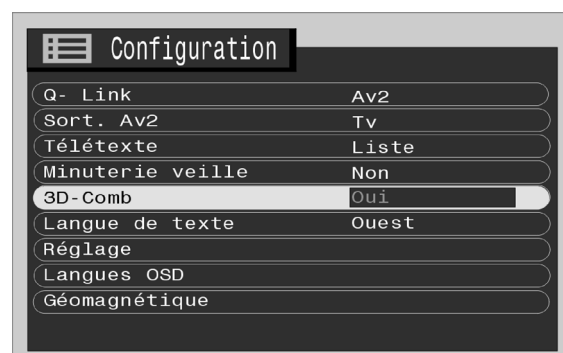 Configuration
Q- Link Av2
Sort. Av2 Tv
Télétexte Liste
Minuterie veille Non
3D-Comb Oui
Langue de texte Ouest
Réglage
Langues OSD
Géomagnétique